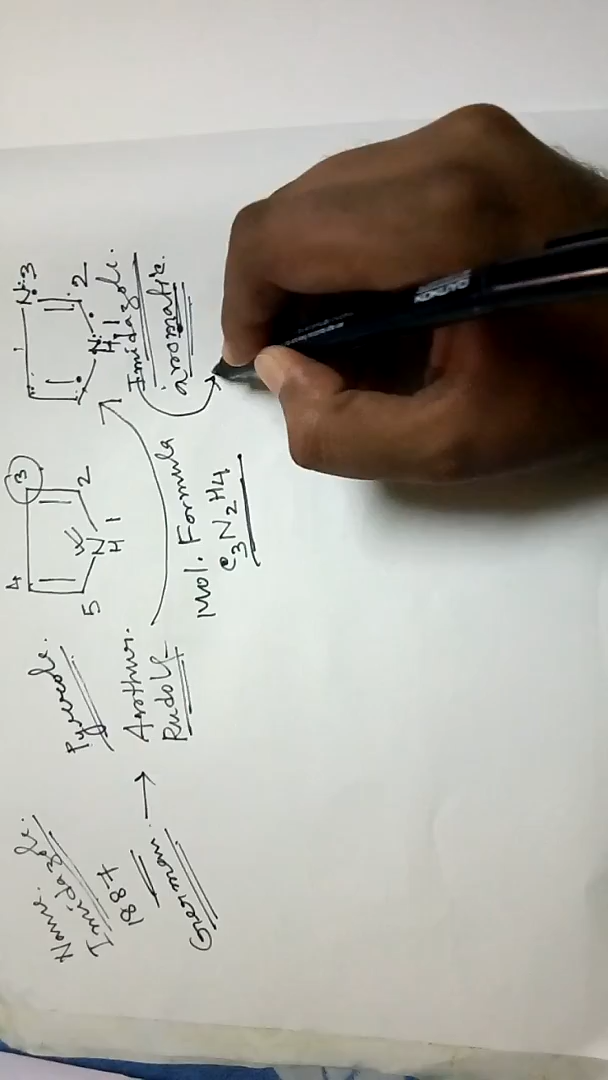 Name.
Imidazole.
1887
German. →
Pyrrole.
Arthur.
Rudolf
4
3
5
2
N
H
1
N:3
2
N
H
1
Imidazole.
aromatic.
Mol. Formula
C3N2H4